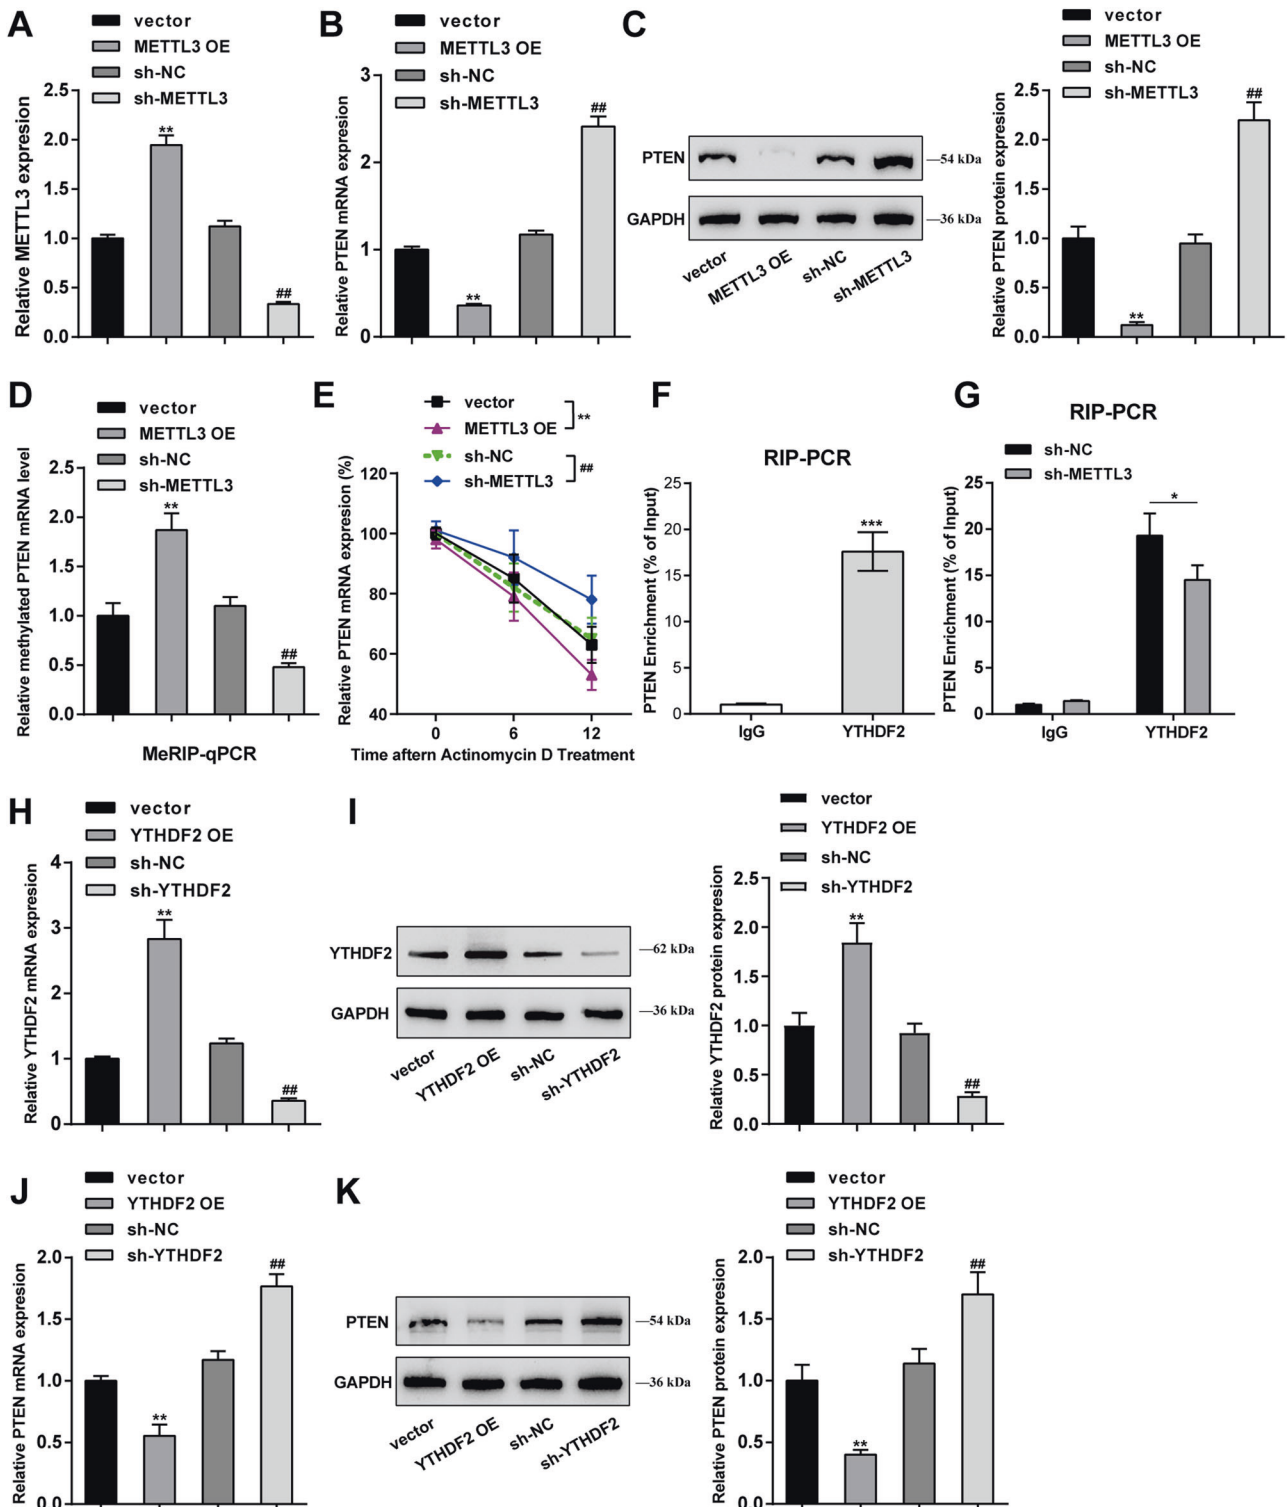 A
vector
METTL3 OE
sh-NC
sh-METTL3
Relative METTL3 expression
2.5
2.0
1.5
1.0
0.5
0.0
**
##
B
vector
METTL3 OE
sh-NC
sh-METTL3
Relative PTEN mRNA expression
3
2
1
0
**
##
C
PTEN
—54 kDa
GAPDH
—36 kDa
vector
METTL3 OE
sh-NC
sh-METTL3
vector
METTL3 OE
sh-NC
sh-METTL3
Relative PTEN protein expression
2.5
2.0
1.5
1.0
0.5
0.0
**
##
D
vector
METTL3 OE
sh-NC
sh-METTL3
Relative methylated PTEN mRNA level
2.5
2.0
1.5
1.0
0.5
0.0
**
##
MeRIP-qPCR
E
vector
METTL3 OE
**
sh-NC
sh-METTL3
##
Relative PTEN mRNA expresion (%)
120
100
80
60
40
0
6
12
Time aftern Actinomycin D Treatment
F
RIP-PCR
PTEN Enrichment (% of Input)
25
20
15
10
5
0
***
IgG
YTHDF2
G
RIP-PCR
sh-NC
sh-METTL3
PTEN Enrichment (% of Input)
25
20
15
10
5
0
*
IgG
YTHDF2
H
vector
YTHDF2 OE
sh-NC
sh-YTHDF2
Relative YTHDF2 mRNA expresion
4
3
2
1
0
**
##
I
YTHDF2
—62 kDa
GAPDH
—36 kDa
vector
YTHDF2 OE
sh-NC
sh-YTHDF2
vector
YTHDF2 OE
sh-NC
sh-YTHDF2
Relative YTHDF2 protein expression
2.5
2.0
1.5
1.0
0.5
0.0
**
##
J
vector
YTHDF2 OE
sh-NC
sh-YTHDF2
Relative PTEN mRNA expression
2.0
1.5
1.0
0.5
0.0
**
##
K
PTEN
—54 kDa
GAPDH
—36 kDa
vector
YTHDF2 OE
sh-NC
sh-YTHDF2
vector
YTHDF2 OE
sh-NC
sh-YTHDF2
Relative PTEN protein expression
2.0
1.5
1.0
0.5
0.0
**
##